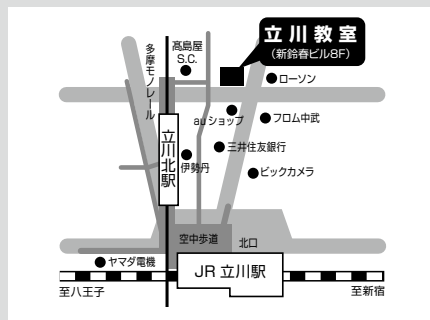 立川教室
(新鈴春ビル8F)
多摩モノレール
髙島屋
S.C.
ローソン
auショップ
フロム中武
立川北駅
三井住友銀行
伊勢丹
ビックカメラ
空中歩道
北口
ヤマダ電機
JR 立川駅
至八王子
至新宿